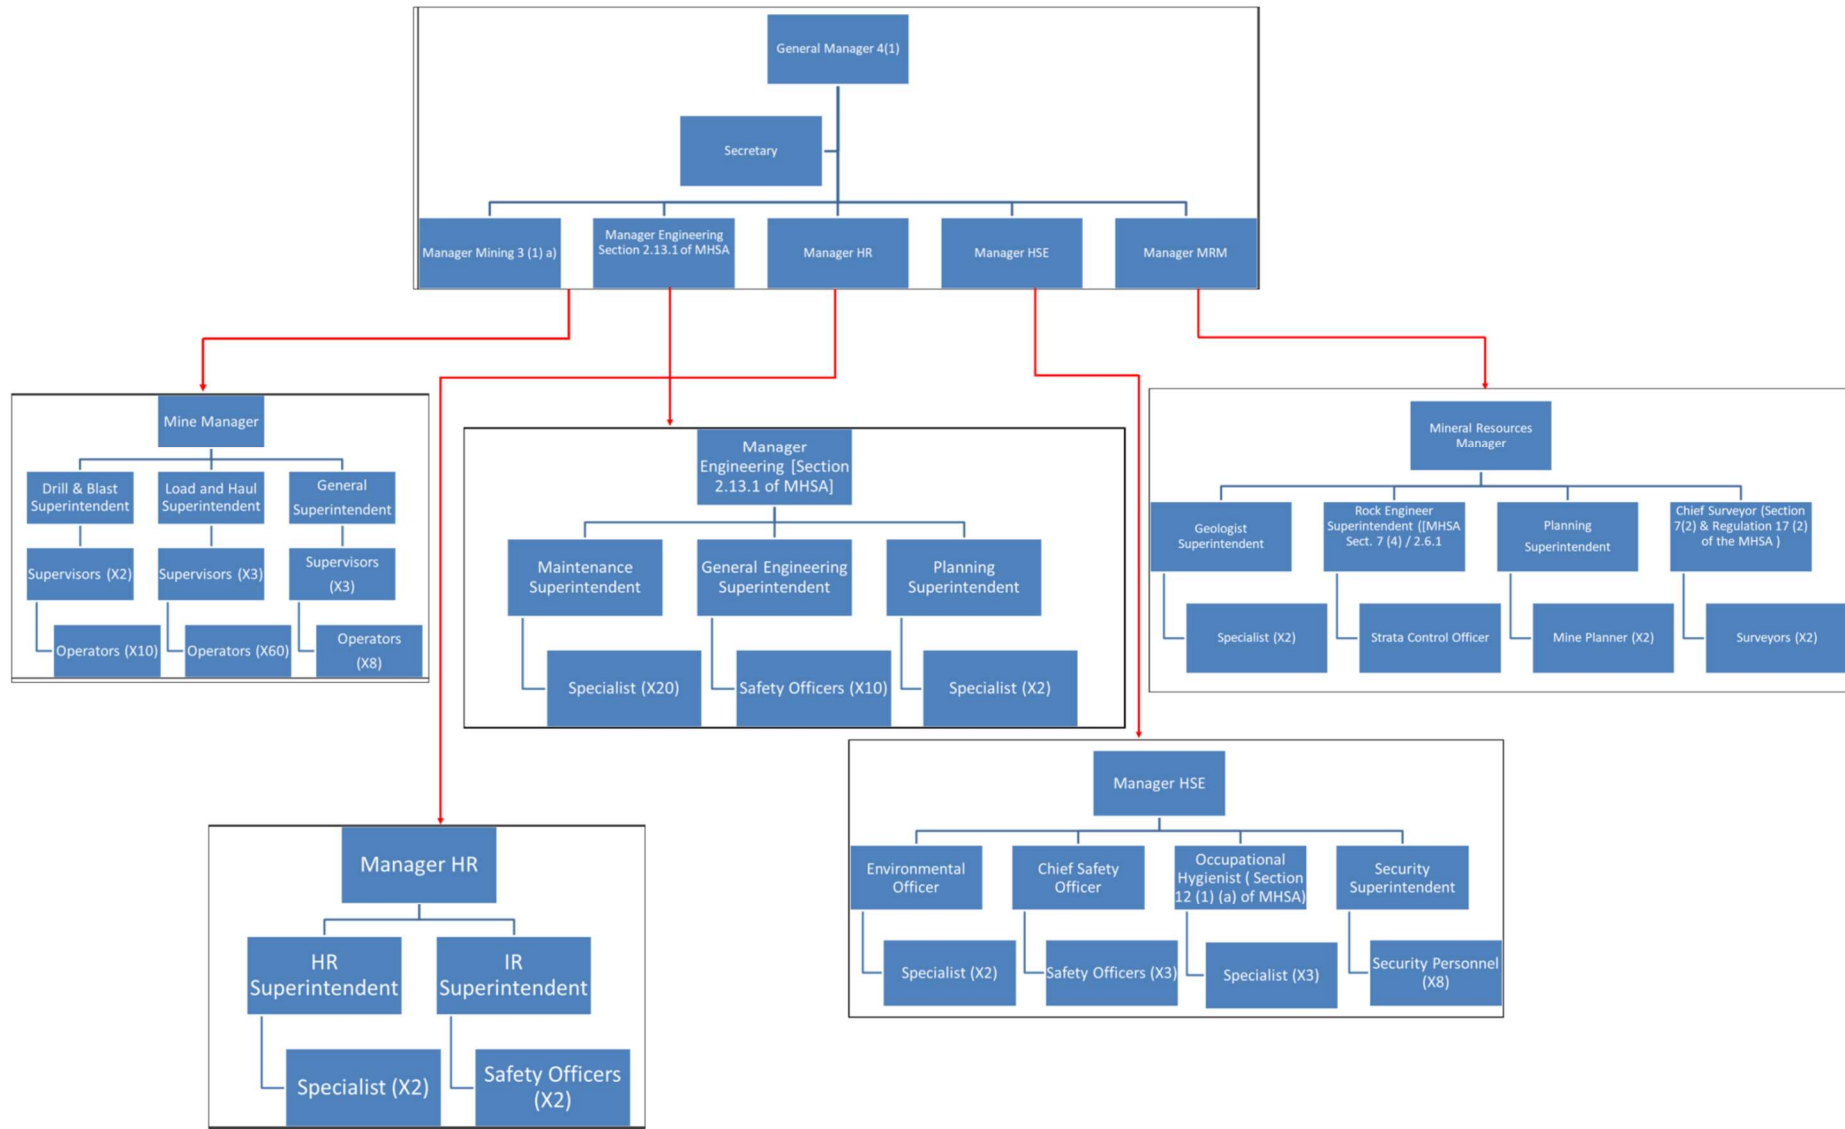 General Manager 4(1)
Secretary
Manager Mining 3 (1) a)
Manager Engineering
Section 2.13.1 of MHSA
Manager HR
Manager HSE
Manager MRM
Mine Manager
Drill & Blast
Superintendent
Load and Haul
Superintendent
General
Superintendent
Supervisors (X2)
Supervisors (X3)
Supervisors
(X3)
Operators (X10)
Operators (X60)
Operators
(X8)
Manager
Engineering [Section
2.13.1 of MHSA]
Maintenance
Superintendent
General Engineering
Superintendent
Planning
Superintendent
Specialist (X20)
Safety Officers (X10)
Specialist (X2)
Mineral Resources
Manager
Geologist
Superintendent
Rock Engineer
Superintendent ([MHSA
Sect. 7 (4) / 2.6.1
Planning
Superintendent
Chief Surveyor (Section
7(2) & Regulation 17 (2)
of the MHSA )
Specialist (X2)
Strata Control Officer
Mine Planner (X2)
Surveyors (X2)
Manager HR
HR
Superintendent
IR
Superintendent
Specialist (X2)
Safety Officers
(X2)
Manager HSE
Environmental
Officer
Chief Safety
Officer
Occupational
Hygienist ( Section
12 (1) (a) of MHSA)
Security
Superintendent
Specialist (X2)
Safety Officers (X3)
Specialist (X3)
Security Personnel
(X8)